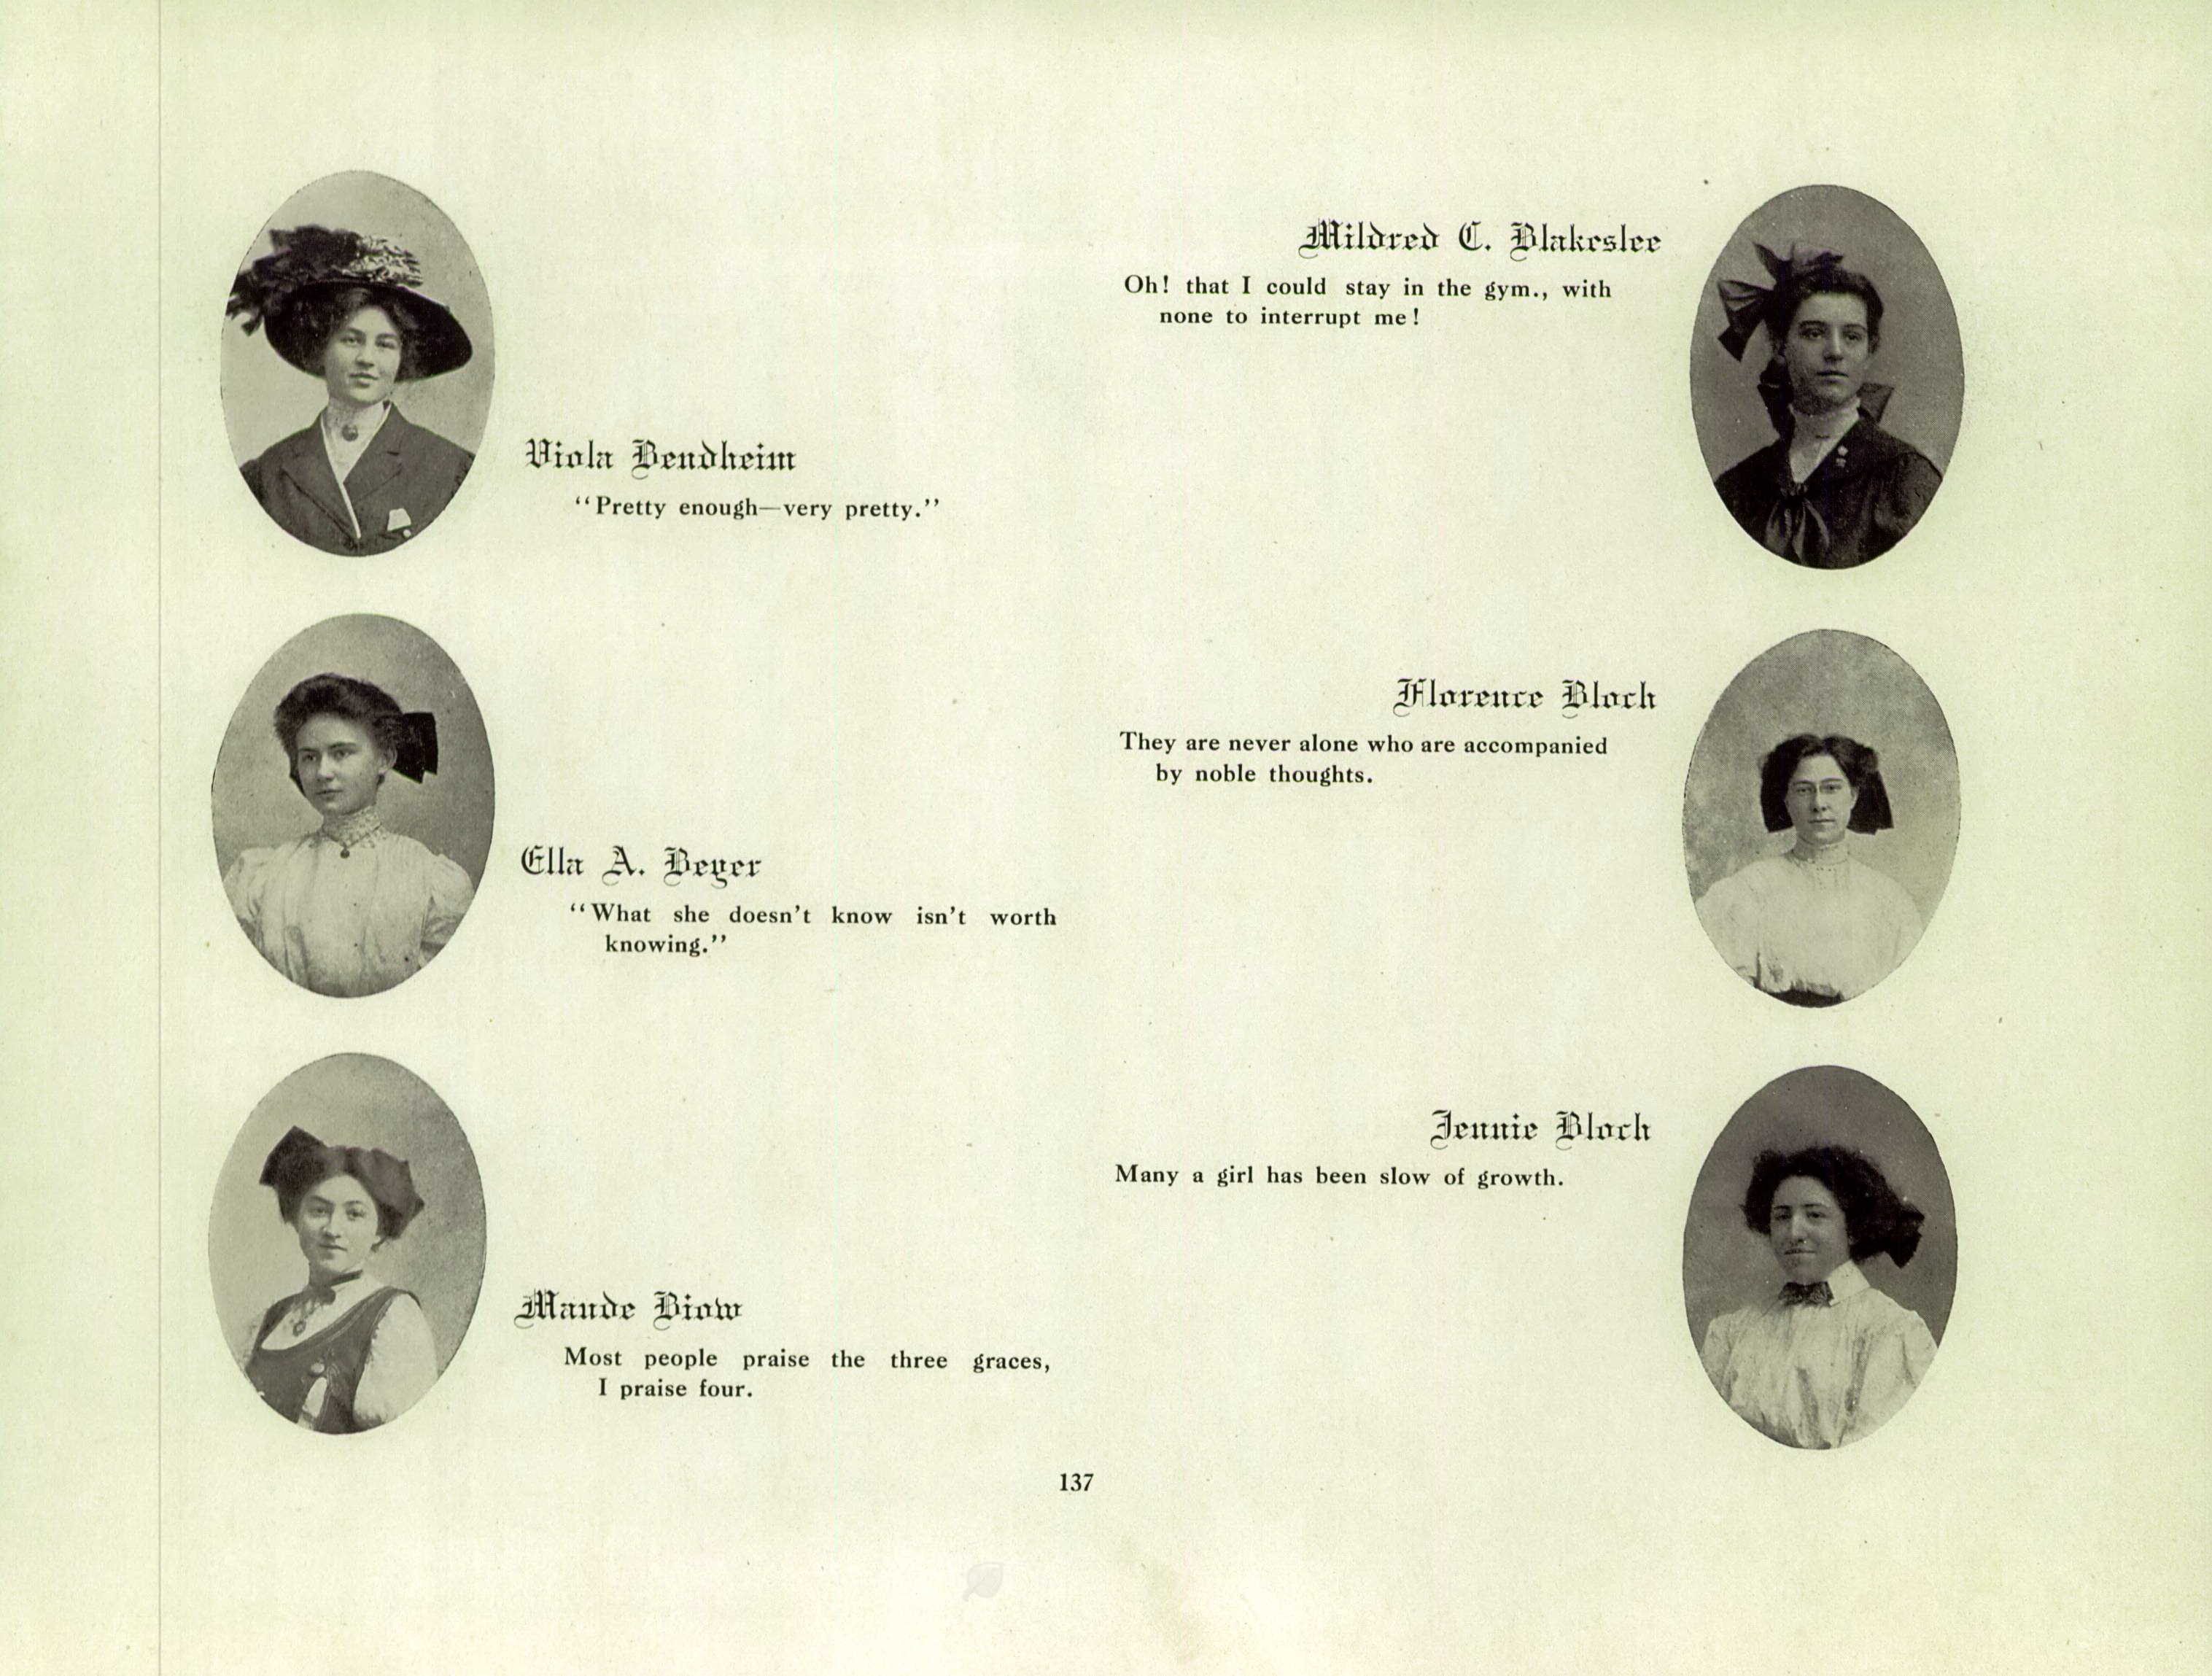 Viola Bendheim
“Pretty enough—very pretty.”
Ella A. Beyer
“What she doesn't know isn't worth
knowing.”
Maude Biow
Most people praise the three graces,
I praise four.
Mildred C. Blakeslee
Oh! that I could stay in the gym., with
none to interrupt me!
Florence Bloch
They are never alone who are accompanied
by noble thoughts.
Jennie Bloch
Many a girl has been slow of growth.
137